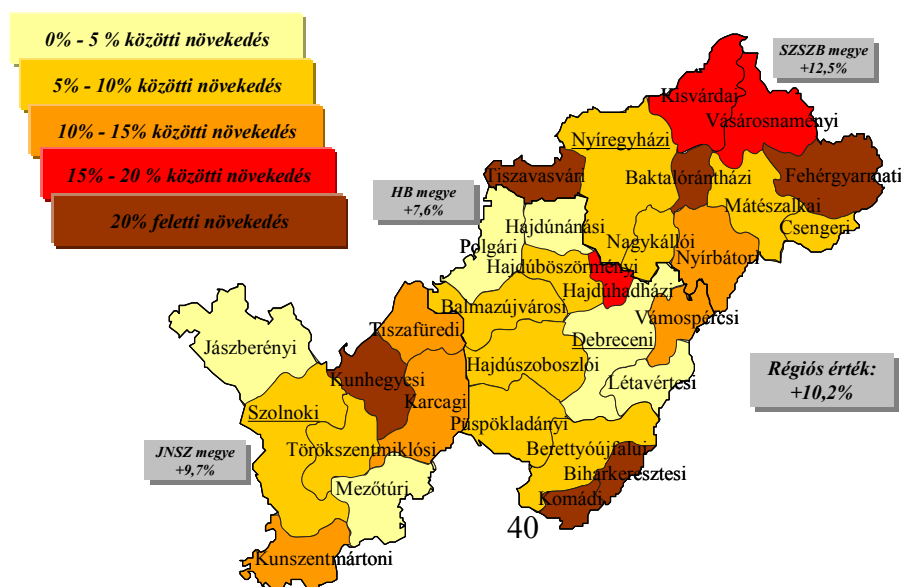 0% - 5 % közötti növekedés
5% - 10% közötti növekedés
10% - 15% közötti növekedés
15% - 20 % közötti növekedés
20% feletti növekedés
SZSZB megye
+12,5%
HB megye
+7,6%
JNSZ megye
+9,7%
Régiós érték:
+10,2%
Kisvárdai
Vásárosnaményi
Nyíregyházi
Tiszavasvári
Baktalórántházi
Fehérgyarmati
Mátészalkai
Csengeri
Hajdúnánási
Nagykállói
Polgári
Nyírbátori
Hajdúböszörményi
Hajdúhadházi
Balmazújvárosi
Vámospércsi
Tiszafüredi
Debreceni
Jászberényi
Hajdúszoboszlói
Kunhegyesi
Létavértesi
Karcagi
Szolnoki
Püspökladányi
Törökszentmiklósi
Berettyóújfalui
Biharkeresztesi
Mezőtúri
Komádi
40
Kunszentmártoni